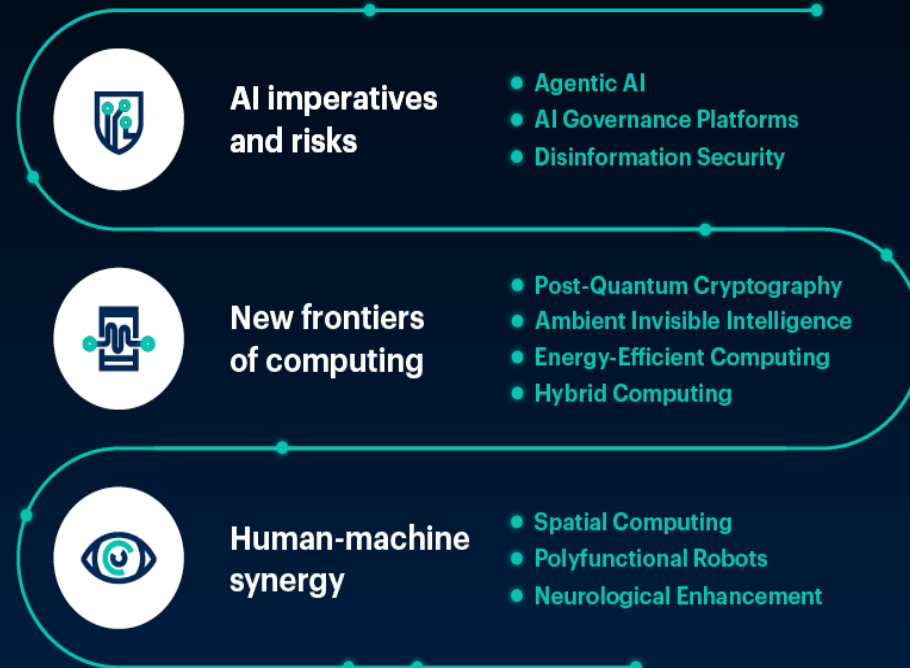 AI imperatives
and risks
Agentic AI
AI Governance Platforms
Disinformation Security
New frontiers
of computing
Post-Quantum Cryptography
Ambient Invisible Intelligence
Energy-Efficient Computing
Hybrid Computing
Human-machine
synergy
Spatial Computing
Polyfunctional Robots
Neurological Enhancement